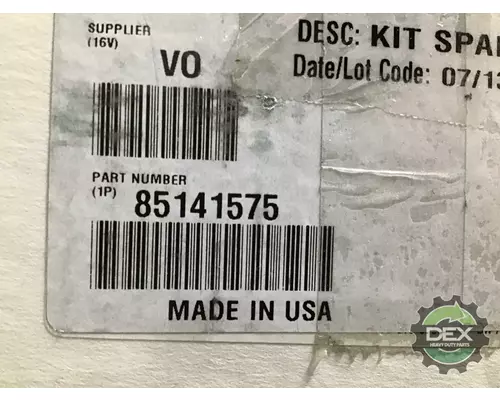 SUPPLIER
(16V)
VO
DESC: KIT SPA
Date/Lot Code: 07/13
PART NUMBER
(1P)
85141575
MADE IN USA
DEX
HEAVY DUTY PARTS